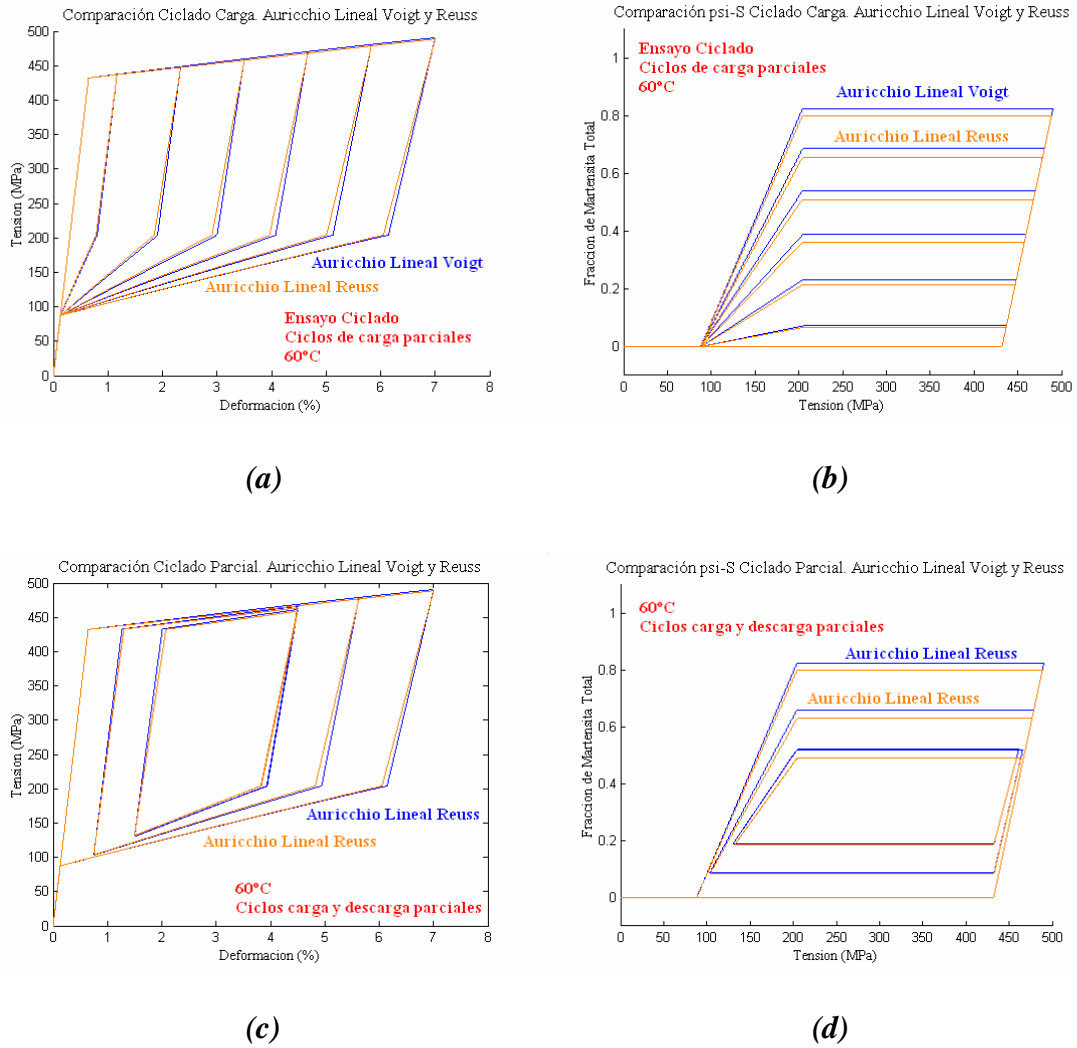 Comparación Ciclado Carga. Auricchio Lineal Voigt y Reuss
500
450
400
350
300
250
200
150
100
50
0
Tension (MPa)
Auricchio Lineal Voigt
Auricchio Lineal Reuss
Ensayo Ciclado
Ciclos de carga parciales
60°C
0 1 2 3 4 5 6 7 8
Deformacion (%)
(a)
Comparación psi-S Ciclado Carga. Auricchio Lineal Voigt y Reuss
Ensayo Ciclado
Ciclos de carga parciales
60°C
Auricchio Lineal Voigt
Auricchio Lineal Reuss
1
0.8
0.6
0.4
0.2
0
Fraccion de Martensita Total
0 50 100 150 200 250 300 350 400 450 500
Tension (MPa)
(b)
Comparación Ciclado Parcial. Auricchio Lineal Voigt y Reuss
500
450
400
350
300
250
200
150
100
50
0
Tension (MPa)
Auricchio Lineal Reuss
Auricchio Lineal Reuss
60°C
Ciclos carga y descarga parciales
0 1 2 3 4 5 6 7 8
Deformacion (%)
(c)
Comparación psi-S Ciclado Parcial. Auricchio Lineal Voigt y Reuss
60°C
Ciclos carga y descarga parciales
Auricchio Lineal Reuss
Auricchio Lineal Reuss
1
0.8
0.6
0.4
0.2
0
Fraccion de Martensita Total
0 50 100 150 200 250 300 350 400 450 500
Tension (MPa)
(d)